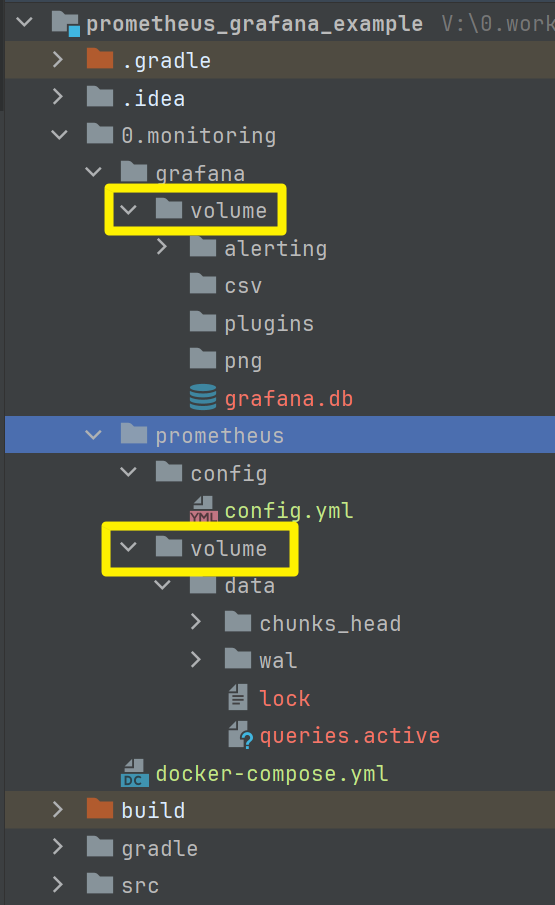 prometheus_grafana_example V:\0.work
.gradle
.idea
0.monitoring
grafana
volume
alerting
csv
plugins
png
grafana.db
prometheus
config
YML config.yml
volume
data
chunks_head
wal
lock
? queries.active
DC docker-compose.yml
build
gradle
src